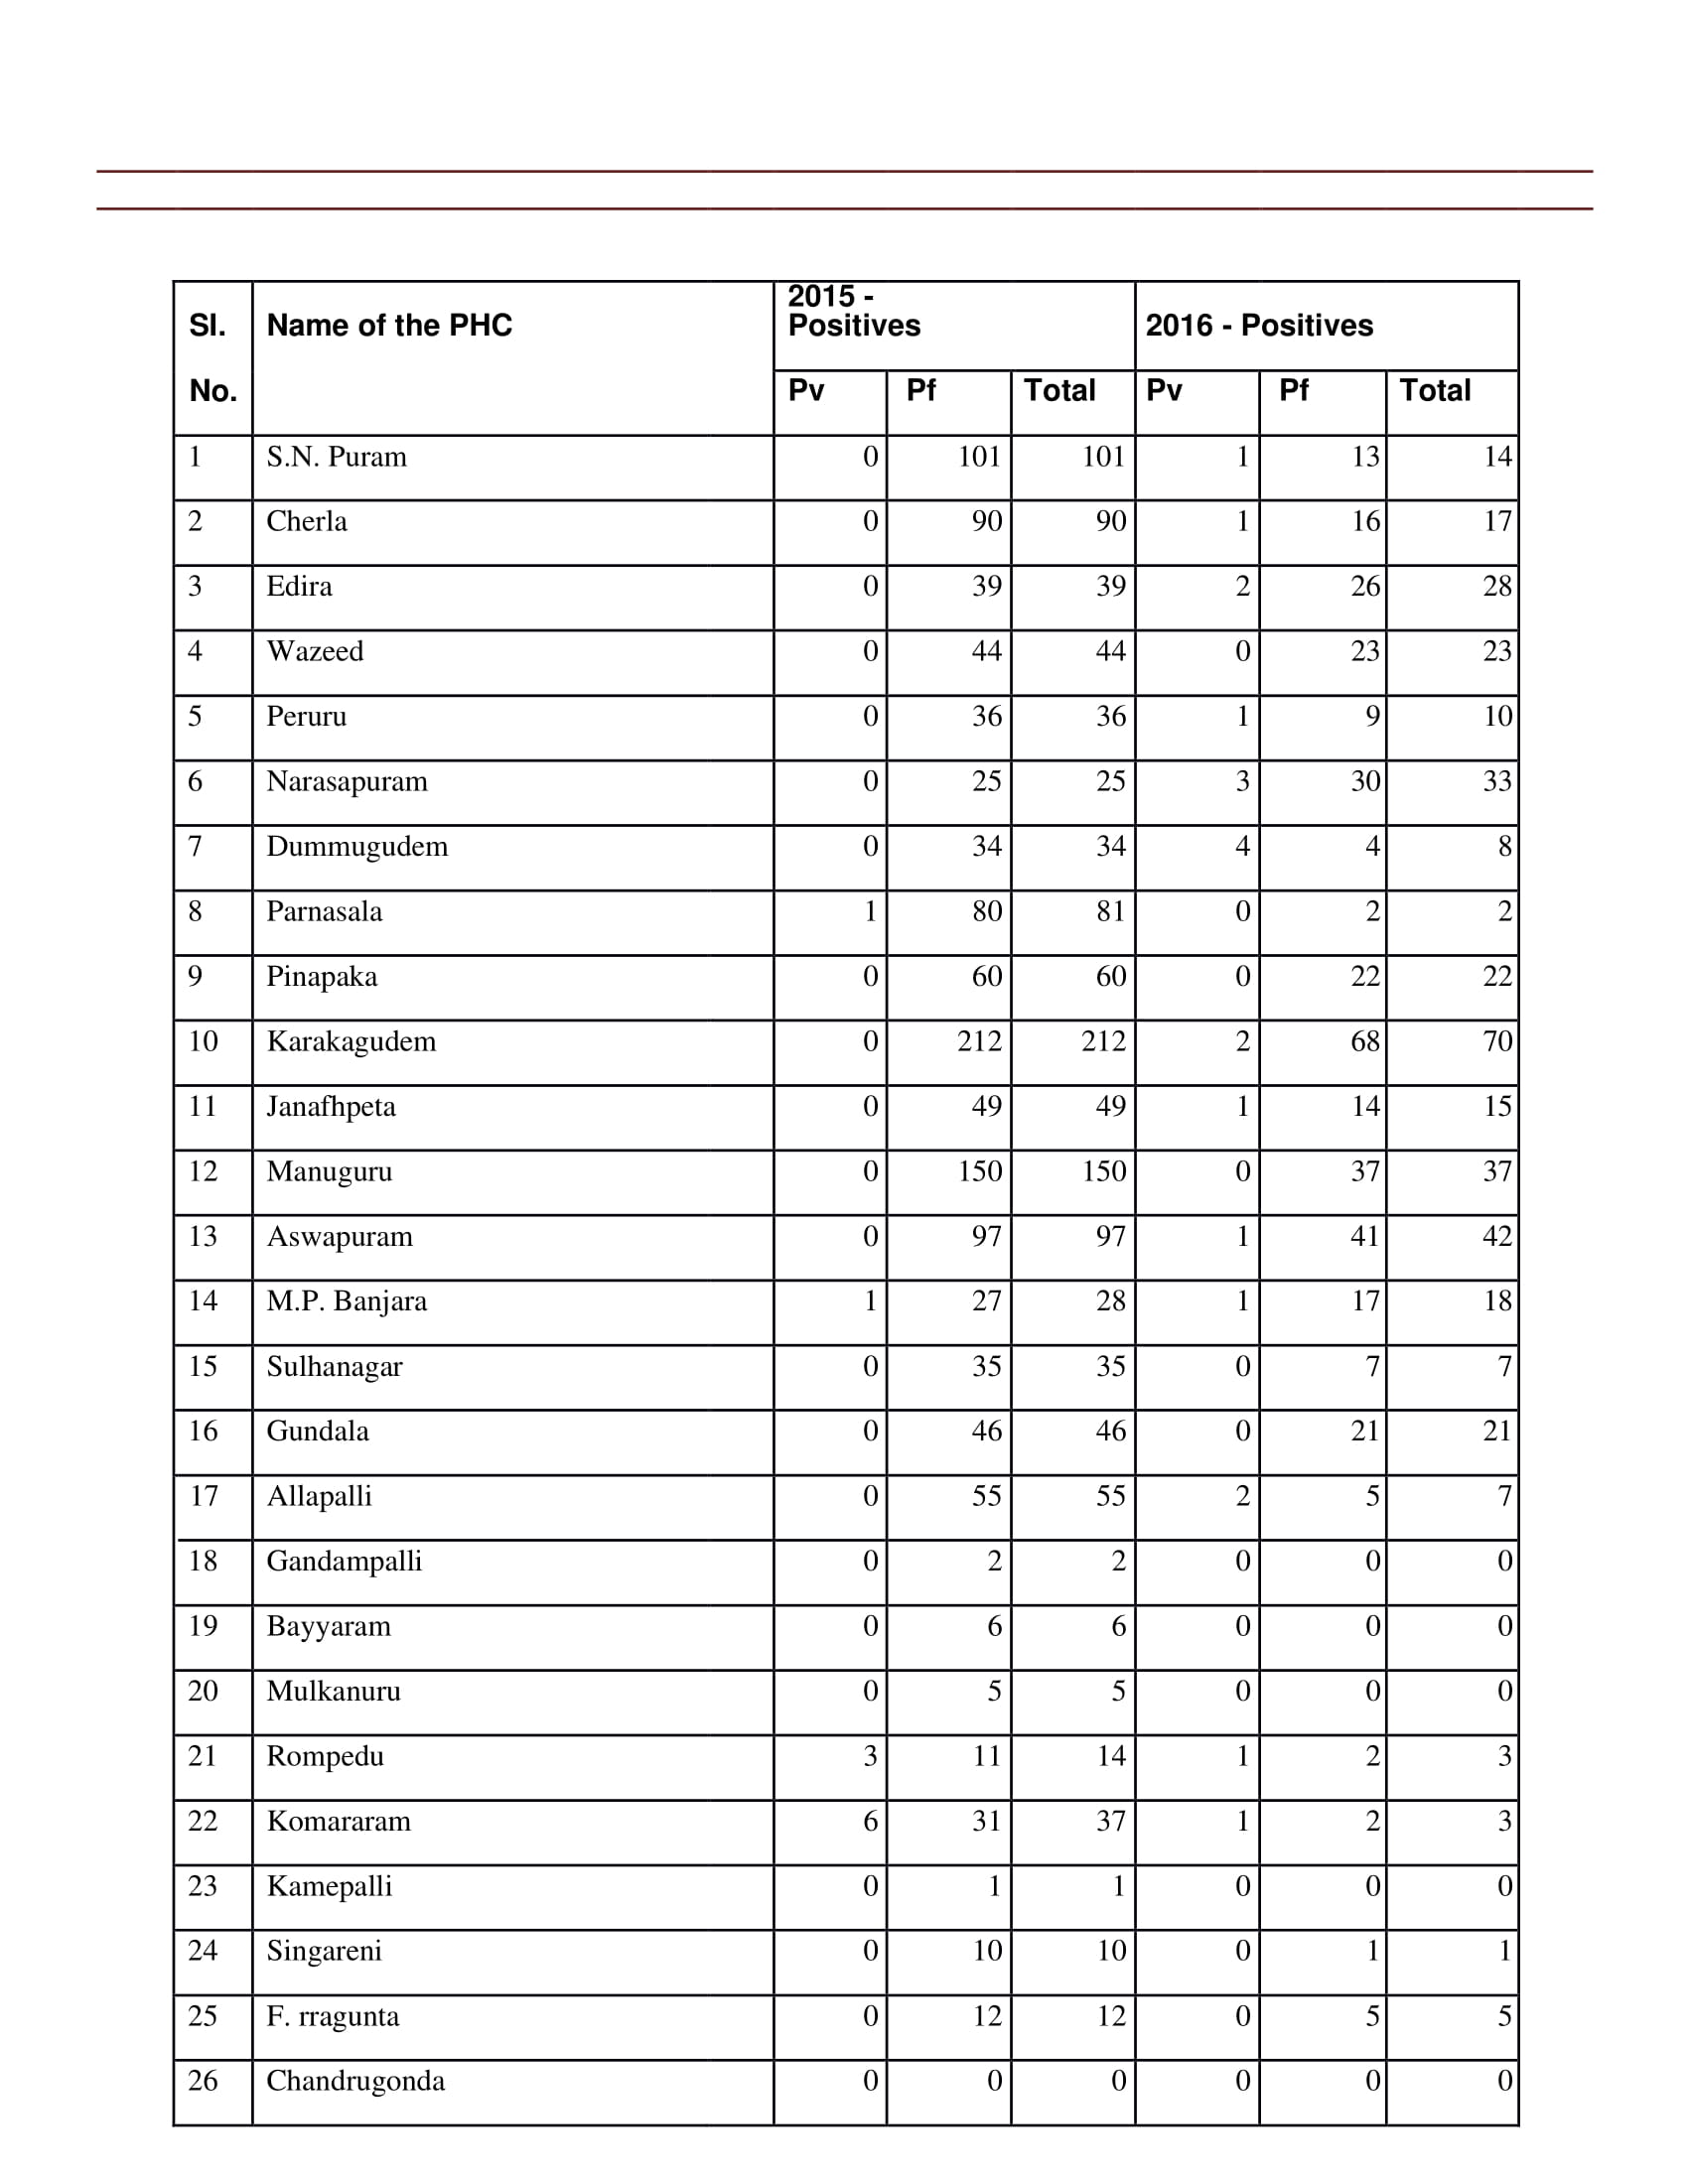 2015 -
Sl. Name of the PHC Positives 2016 - Positives
No. Pv Pf Total Pv Pf Total
1 S.N. Puram 0 101 101 1 13 14
2 Cherla 0 90 90 1 16 17
3 Edira 0 39 39 2 26 28
4 Wazeed 0 44 44 0 23 23
5 Peruru 0 36 36 1 9 10
6 Narasapuram 0 25 25 3 30 33
7 Dummugudem 0 34 34 4 4 8
8 Parnasala 1 80 81 0 2 2
9 Pinapaka 0 60 60 0 22 22
10 Karakagudem 0 212 212 2 68 70
11 Janafhpeta 0 49 49 1 14 15
12 Manuguru 0 150 150 0 37 37
13 Aswapuram 0 97 97 1 41 42
14 M.P. Banjara 1 27 28 1 17 18
15 Sulhanagar 0 35 35 0 7 7
16 Gundala 0 46 46 0 21 21
17 Allapalli 0 55 55 2 5 7
18 Gandampalli 0 2 2 0 0 0
19 Bayyaram 0 6 6 0 0 0
20 Mulkanuru 0 5 5 0 0 0
21 Rompedu 3 11 14 1 2 3
22 Komararam 6 31 37 1 2 3
23 Kamepalli 0 1 1 0 0 0
24 Singareni 0 10 10 0 1 1
25 F. rragunta 0 12 12 0 5 5
26 Chandrugonda 0 0 0 0 0 0